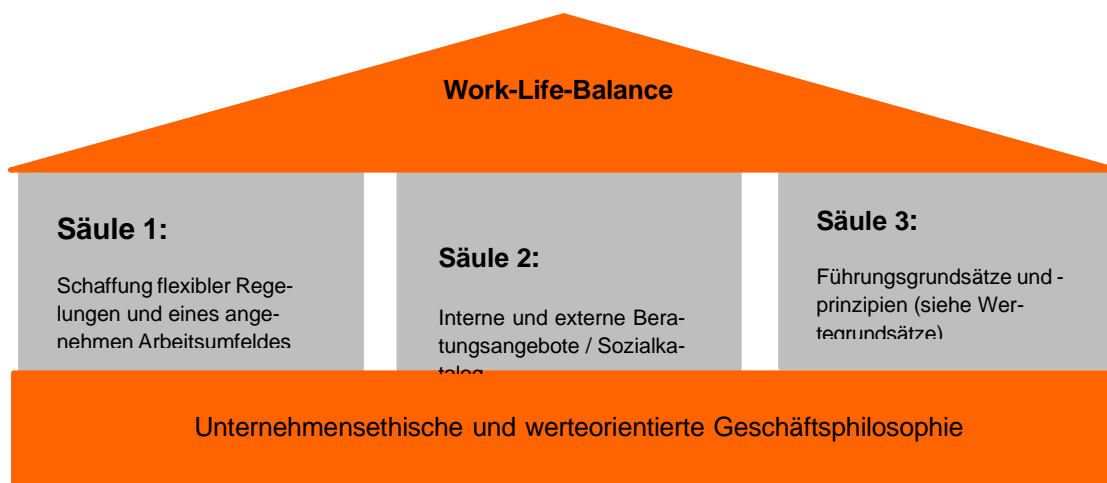 Work-Life-Balance
Säule 1:
Schaffung flexibler Rege-
lungen und eines ange-
nehmen Arbeitsumfeldes
Säule 2:
Interne und externe Bera-
tungsangebote / Sozialka-
talog
Säule 3:
Führungsgrundsätze und -
prinzipien (siehe Wer-
tegrundsätze)
Unternehmensethische und werteorientierte Geschäftsphilosophie